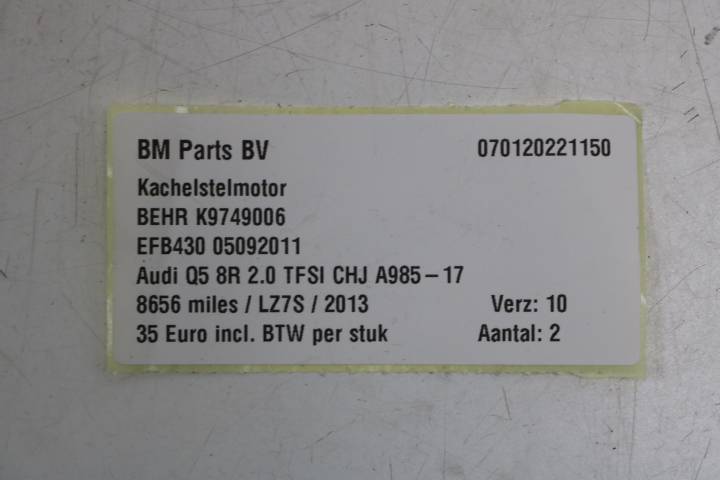 BM Parts BV 070120221150
Kachelstelmotor
BEHR K9749006
EFB430 05092011
Audi Q5 8R 2.0 TFSI CHJ A985-17
8656 miles / LZ7S / 2013 Verz: 10
35 Euro incl. BTW per stuk Aantal: 2